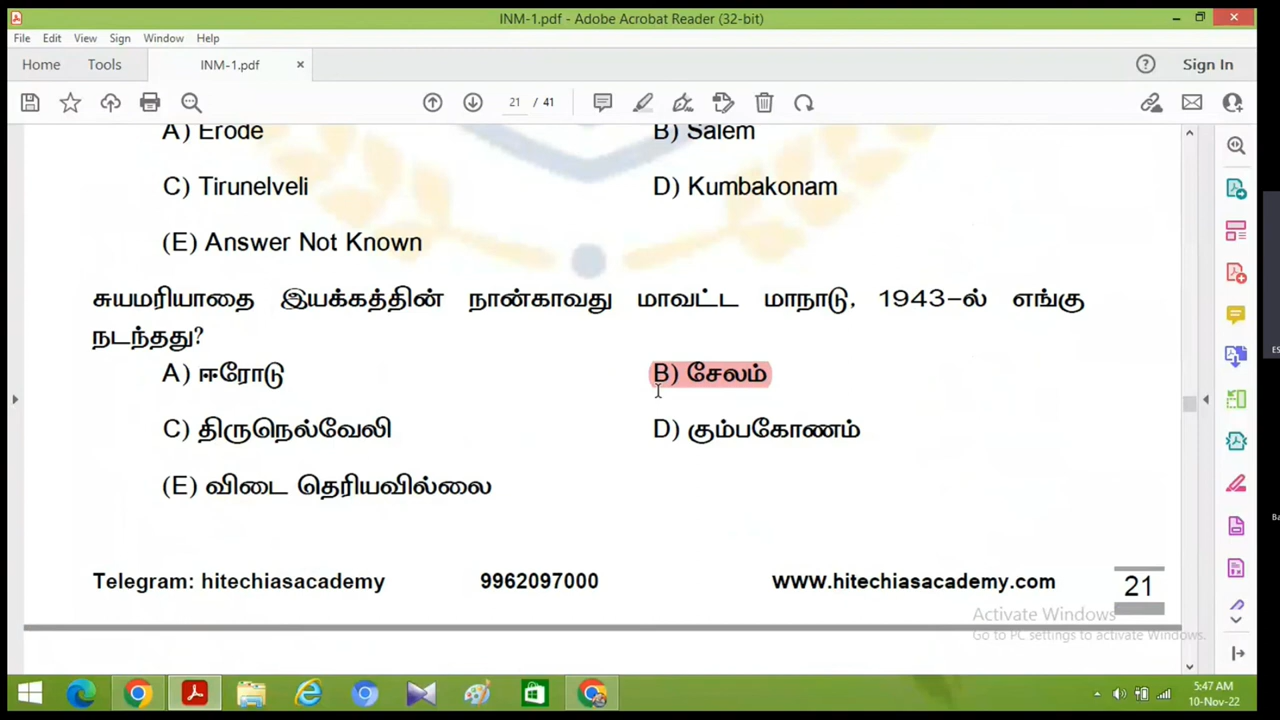 INM-1.pdf - Adobe Acrobat Reader (32-bit)
File Edit View Sign Window Help
Home Tools INM-1.pdf × Sign In
21 / 41
A) Erode B) Salem
C) Tirunelveli D) Kumbakonam
(E) Answer Not Known
சுயமரியாதை இயக்கத்தின் நான்காவது மாவட்ட மாநாடு, 1943-ல் எங்கு
நடந்தது?
A) ஈரோடு B) சேலம்
C) திருநெல்வேலி D) கும்பகோணம்
(E) விடை தெரியவில்லை
Telegram: hitechiasacademy 9962097000 www.hitechiasacademy.com 21
Activate Windows
Go to PC settings to activate Windows.
5:47 AM
10-Nov-22